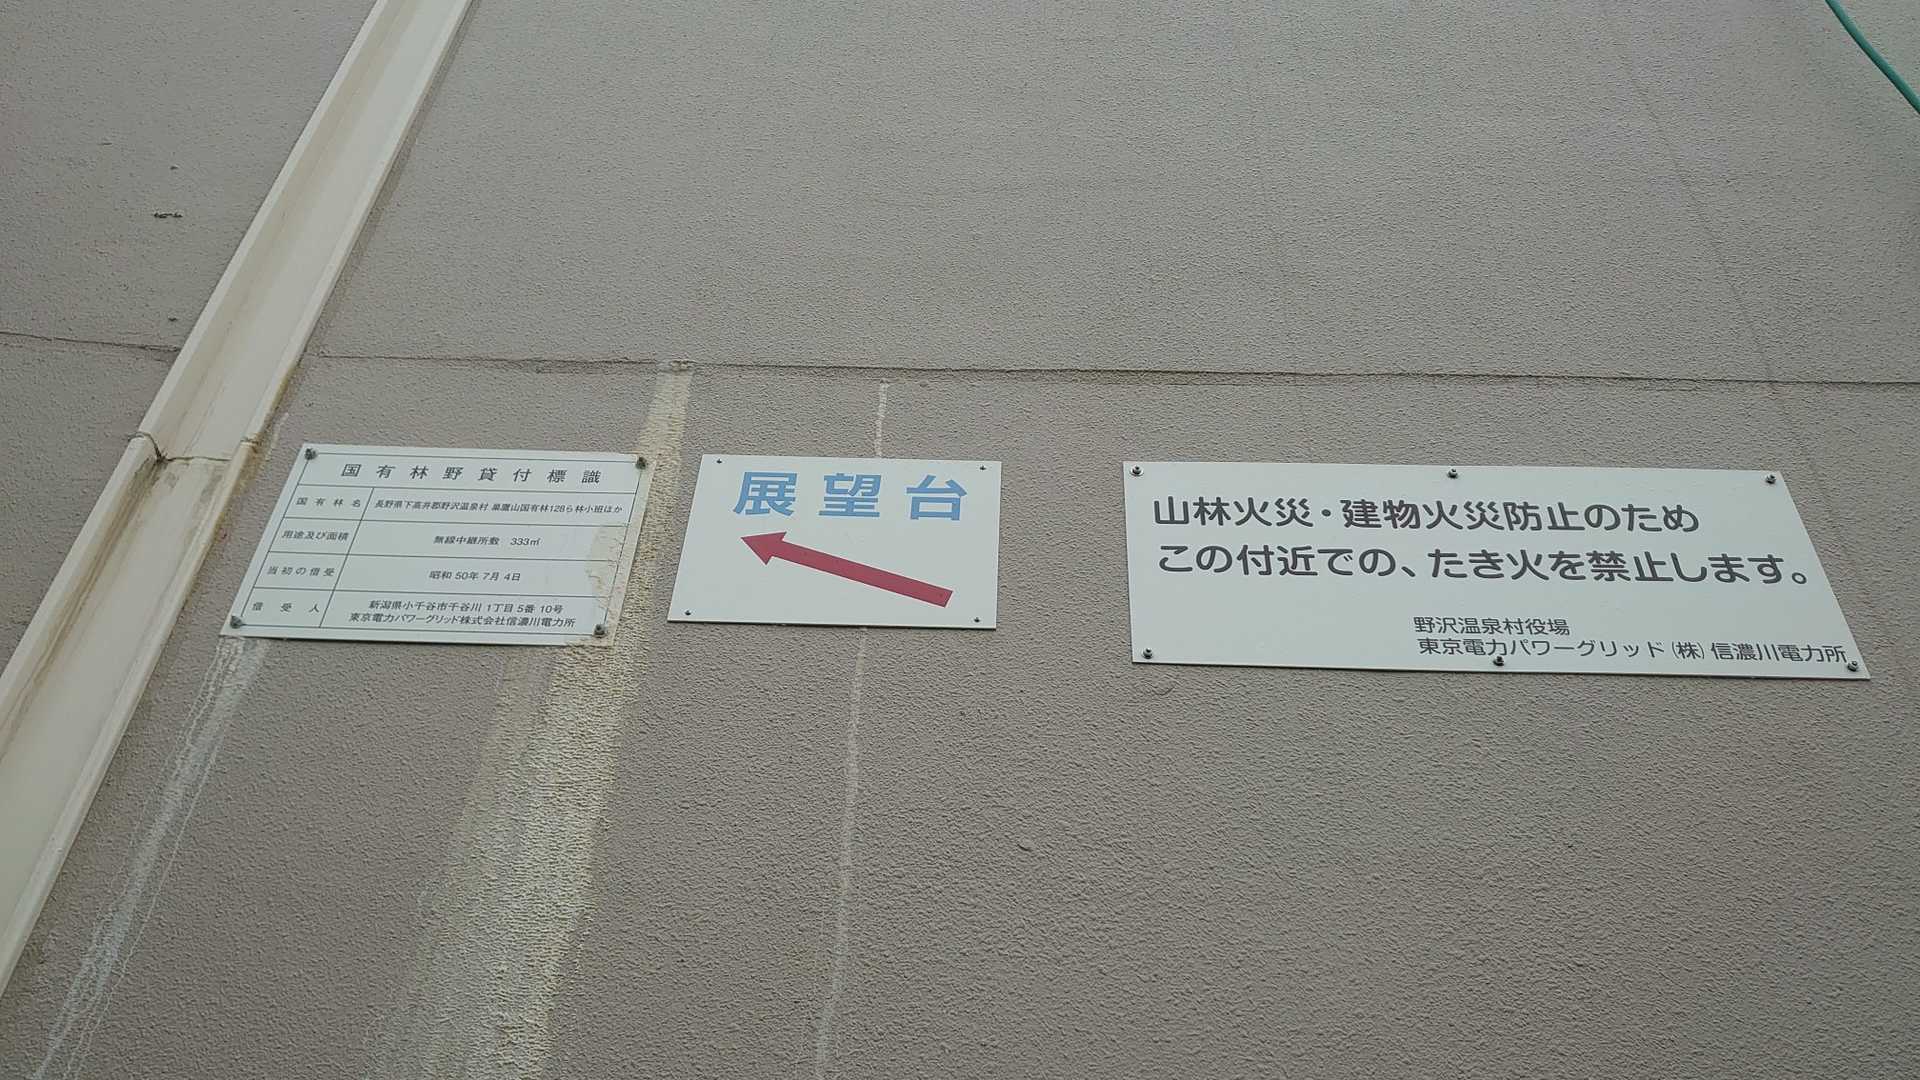 国有林野貸付標識
国有林名 長野県下高井郡野沢温泉村 巣鷹山国有林128ら林小班ほか
用途及び面積 無線中継所敷 333㎡
当初の借受 昭和50年7月4日
借受人 新潟県小千谷市千谷川1丁目5番10号
東京電力パワーグリッド株式会社信濃川電力所
展望台
山林火災・建物火災防止のため
この付近での、たき火を禁止します。
野沢温泉村役場
東京電力パワーグリッド(株)信濃川電力所